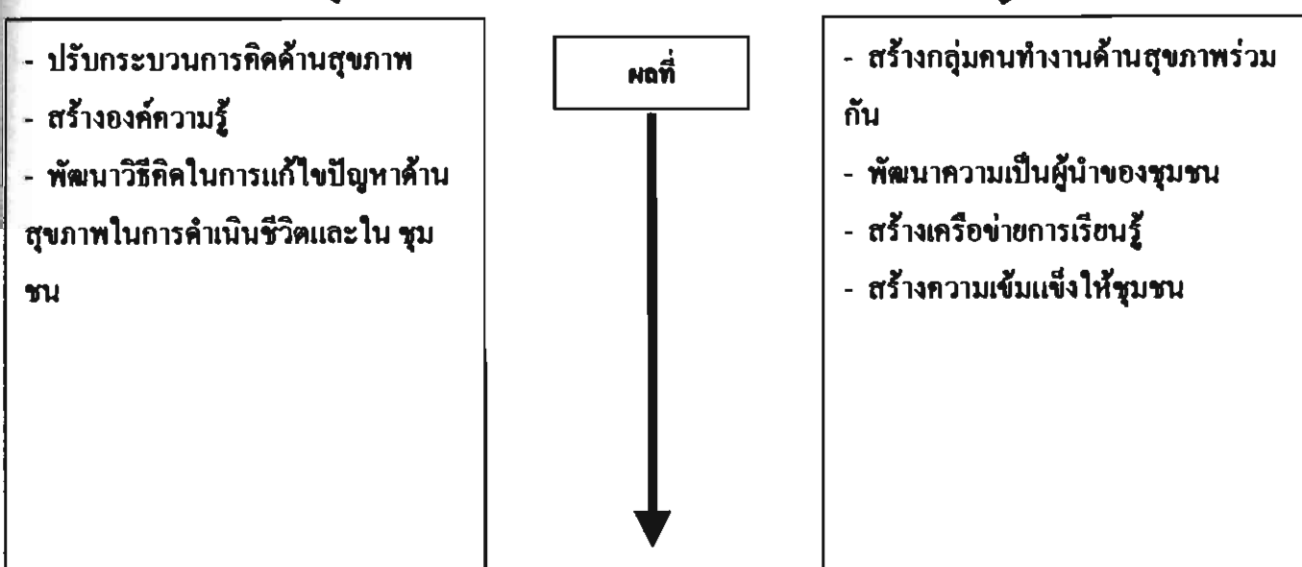 - ปรับกระบวนการคิดด้านสุขภาพ
- สร้างองค์ความรู้
- พัฒนาวิธีคิดในการแก้ไขปัญหาด้าน
สุขภาพในการดำเนินชีวิตและใน ชุม
ชน
ผลที่
- สร้างกลุ่มคนทำงานด้านสุขภาพร่วม
กัน
- พัฒนาความเป็นผู้นำของชุมชน
- สร้างเครือข่ายการเรียนรู้
- สร้างความเข้มแข็งให้ชุมชน